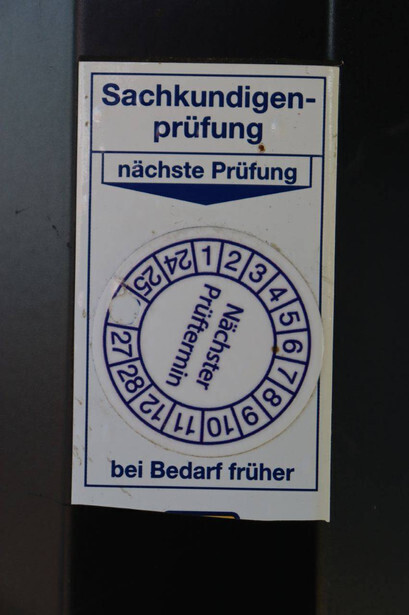 Sachkundigen-
prüfung
nächste Prüfung
1 2 3 4 5 6 7 8 9 10 11 12
24 25 27 28
Nächster
Prüftermin
bei Bedarf früher